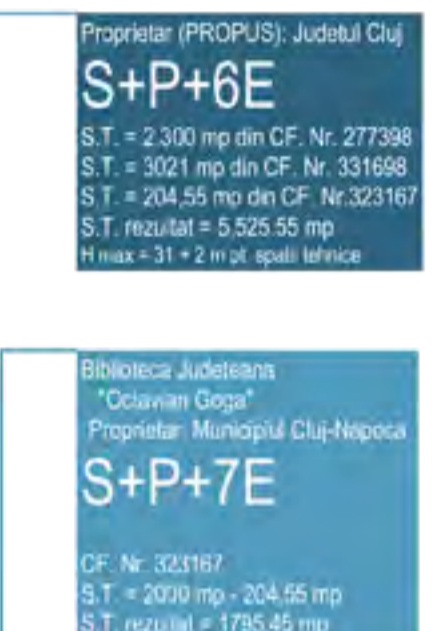 Proprietar (PROPUS): Judetul Cluj
S+P+6E
S.T. = 2.300 mp din CF. Nr. 277398
S.T. = 3021 mp din CF. Nr. 331698
S.T. = 204,55 mp din CF. Nr.323167
S.T. rezultat = 5,525.55 mp
H max = 31 + 2 m pt. spatii tehnice
Biblioteca Judeteana
"Octavian Goga"
Proprietar: Municipiul Cluj-Napoca
S+P+7E
CF. Nr. 323167
S.T. = 2000 mp - 204,55 mp
S.T. rezultat = 1795,45 mp